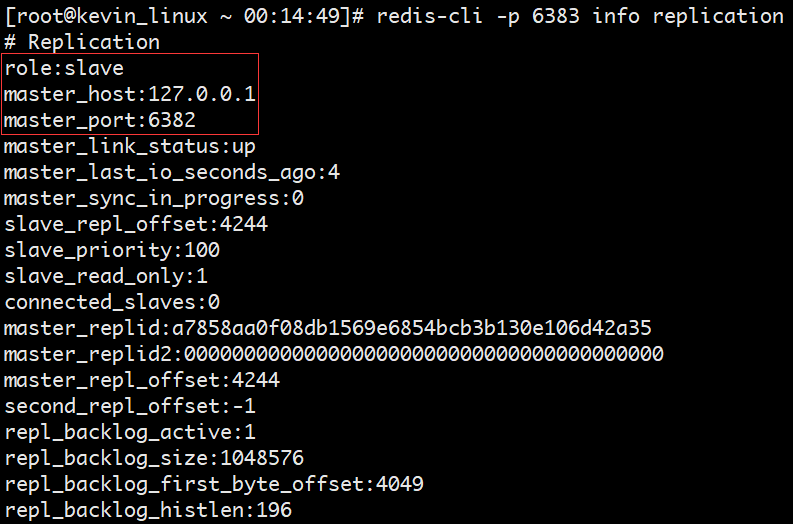 [root@kevin_linux ~ 00:14:49]# redis-cli -p 6383 info replication
# Replication
role:slave
master_host:127.0.0.1
master_port:6382
master_link_status:up
master_last_io_seconds_ago:4
master_sync_in_progress:0
slave_repl_offset:4244
slave_priority:100
slave_read_only:1
connected_slaves:0
master_replid:a7858aa0f08db1569e6854bcb3b130e106d42a35
master_replid2:0000000000000000000000000000000000000000
master_repl_offset:4244
second_repl_offset:-1
repl_backlog_active:1
repl_backlog_size:1048576
repl_backlog_first_byte_offset:4049
repl_backlog_histlen:196